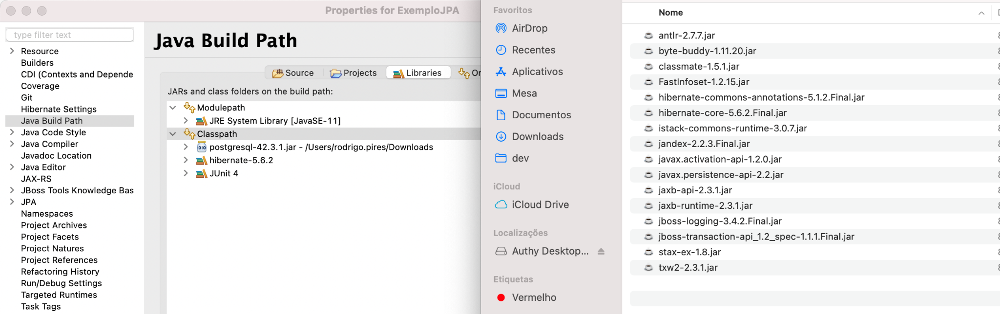 Properties for ExemploJPA
type filter text
Resource
Builders
CDI (Contexts and Depende
Coverage
Git
Hibernate Settings
Java Build Path
Java Code Style
Java Compiler
Javadoc Location
Java Editor
JAX-RS
JBoss Tools Knowledge Bas
JPA
Namespaces
Project Archives
Project Facets
Project Natures
Project References
Refactoring History
Run/Debug Settings
Targeted Runtimes
Task Tags
Java Build Path
Source
Projects
Libraries
Or
JARs and class folders on the build path:
Modulepath
JRE System Library [JavaSE-11]
Classpath
postgresql-42.3.1.jar - /Users/rodrigo.pires/Downloads
hibernate-5.6.2
JUnit 4
Favoritos
AirDrop
Recentes
Aplicativos
Mesa
Documentos
Downloads
dev
iCloud
iCloud Drive
Localizações
Authy Desktop...
Etiquetas
Vermelho
Nome
antlr-2.7.7.jar
byte-buddy-1.11.20.jar
classmate-1.5.1.jar
FastInfoset-1.2.15.jar
hibernate-commons-annotations-5.1.2.Final.jar
hibernate-core-5.6.2.Final.jar
istack-commons-runtime-3.0.7.jar
jandex-2.2.3.Final.jar
javax.activation-api-1.2.0.jar
javax.persistence-api-2.2.jar
jaxb-api-2.3.1.jar
jaxb-runtime-2.3.1.jar
jboss-logging-3.4.2.Final.jar
jboss-transaction-api_1.2_spec-1.1.1.Final.jar
stax-ex-1.8.jar
txw2-2.3.1.jar